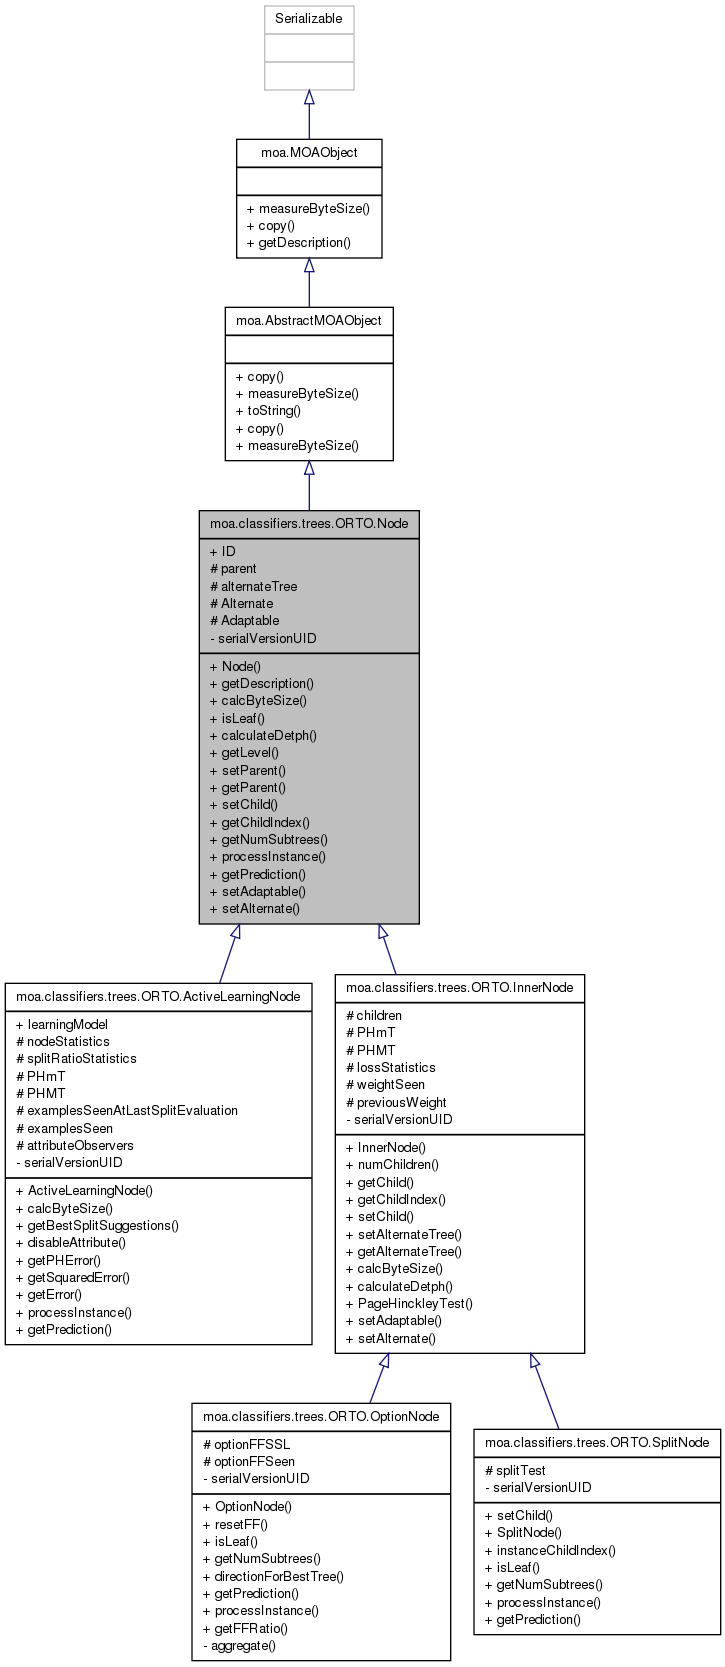 Serializable
moa.MOAObject
+ measureByteSize()
+ copy()
+ getDescription()
moa.AbstractMOAObject
+ copy()
+ measureByteSize()
+ toString()
+ copy()
+ measureByteSize()
moa.classifiers.trees.ORTO.Node
+ ID
# parent
# alternateTree
# Alternate
# Adaptable
- serialVersionUID
+ Node()
+ getDescription()
+ calcByteSize()
+ isLeaf()
+ calculateDetph()
+ getLevel()
+ setParent()
+ getParent()
+ setChild()
+ getChildIndex()
+ getNumSubtrees()
+ processInstance()
+ getPrediction()
+ setAdaptable()
+ setAlternate()
moa.classifiers.trees.ORTO.ActiveLearningNode
+ learningModel
# nodeStatistics
# splitRatioStatistics
# PHmT
# PHMT
# examplesSeenAtLastSplitEvaluation
# examplesSeen
# attributeObservers
- serialVersionUID
+ ActiveLearningNode()
+ calcByteSize()
+ getBestSplitSuggestions()
+ disableAttribute()
+ getPHError()
+ getSquaredError()
+ getError()
+ processInstance()
+ getPrediction()
moa.classifiers.trees.ORTO.InnerNode
# children
# PHmT
# PHMT
# lossStatistics
# weightSeen
# previousWeight
- serialVersionUID
+ InnerNode()
+ numChildren()
+ getChild()
+ getChildIndex()
+ setChild()
+ setAlternateTree()
+ getAlternateTree()
+ calcByteSize()
+ calculateDetph()
+ PageHinckleyTest()
+ setAdaptable()
+ setAlternate()
moa.classifiers.trees.ORTO.OptionNode
# optionFFSSL
# optionFFSeen
- serialVersionUID
+ OptionNode()
+ resetFF()
+ isLeaf()
+ getNumSubtrees()
+ directionForBestTree()
+ getPrediction()
+ processInstance()
+ getFFRatio()
- aggregate()
moa.classifiers.trees.ORTO.SplitNode
# splitTest
- serialVersionUID
+ setChild()
+ SplitNode()
+ instanceChildIndex()
+ isLeaf()
+ getNumSubtrees()
+ processInstance()
+ getPrediction()